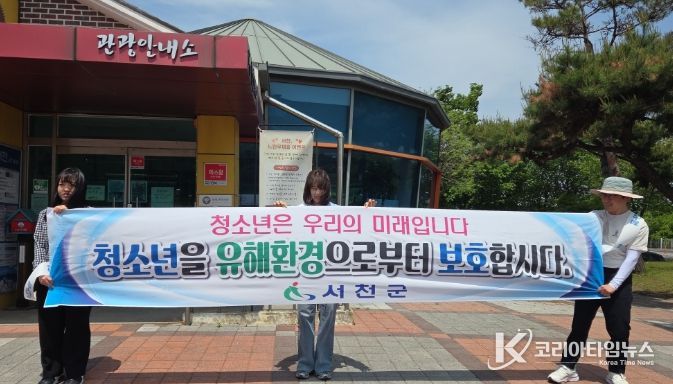 관광안내소
청소년은 우리의 미래입니다
청소년을 유해환경으로부터 보호합시다.
서천군
K 코리아타임뉴스
Korea Time News